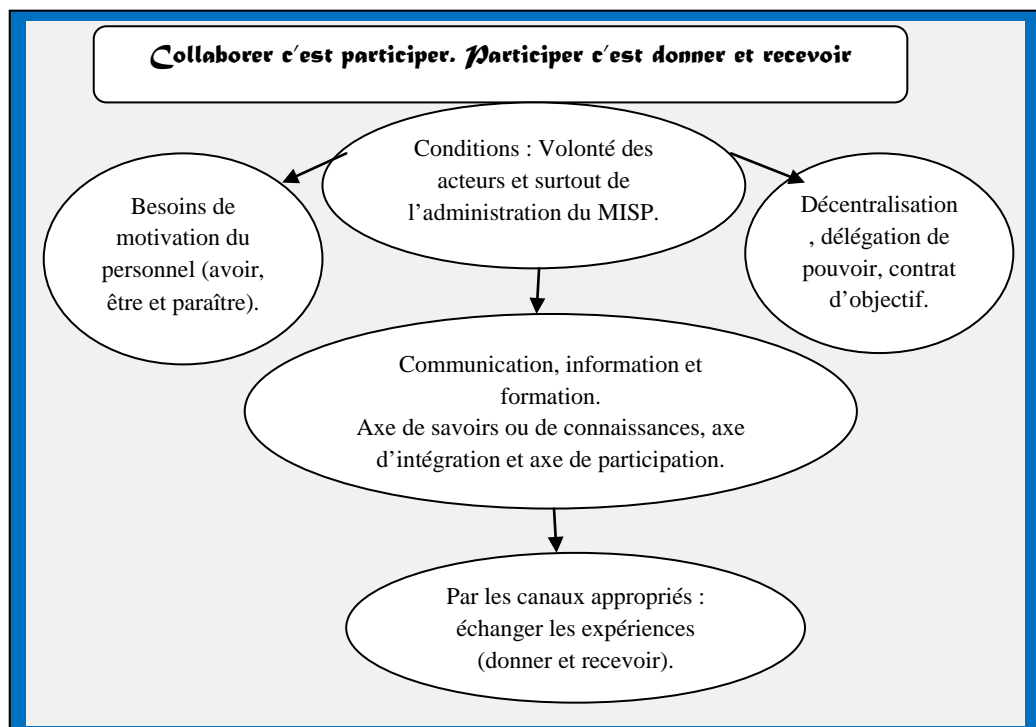 Collaborer c'est participer. Participer c'est donner et recevoir
Conditions : Volonté des
acteurs et surtout de
l'administration du MISP.
Besoins de
motivation du
personnel (avoir,
être et paraître).
Décentralisation
, délégation de
pouvoir, contrat
d'objectif.
Communication, information et
formation.
Axe de savoirs ou de connaissances, axe
d'intégration et axe de participation.
Par les canaux appropriés :
échanger les expériences
(donner et recevoir).